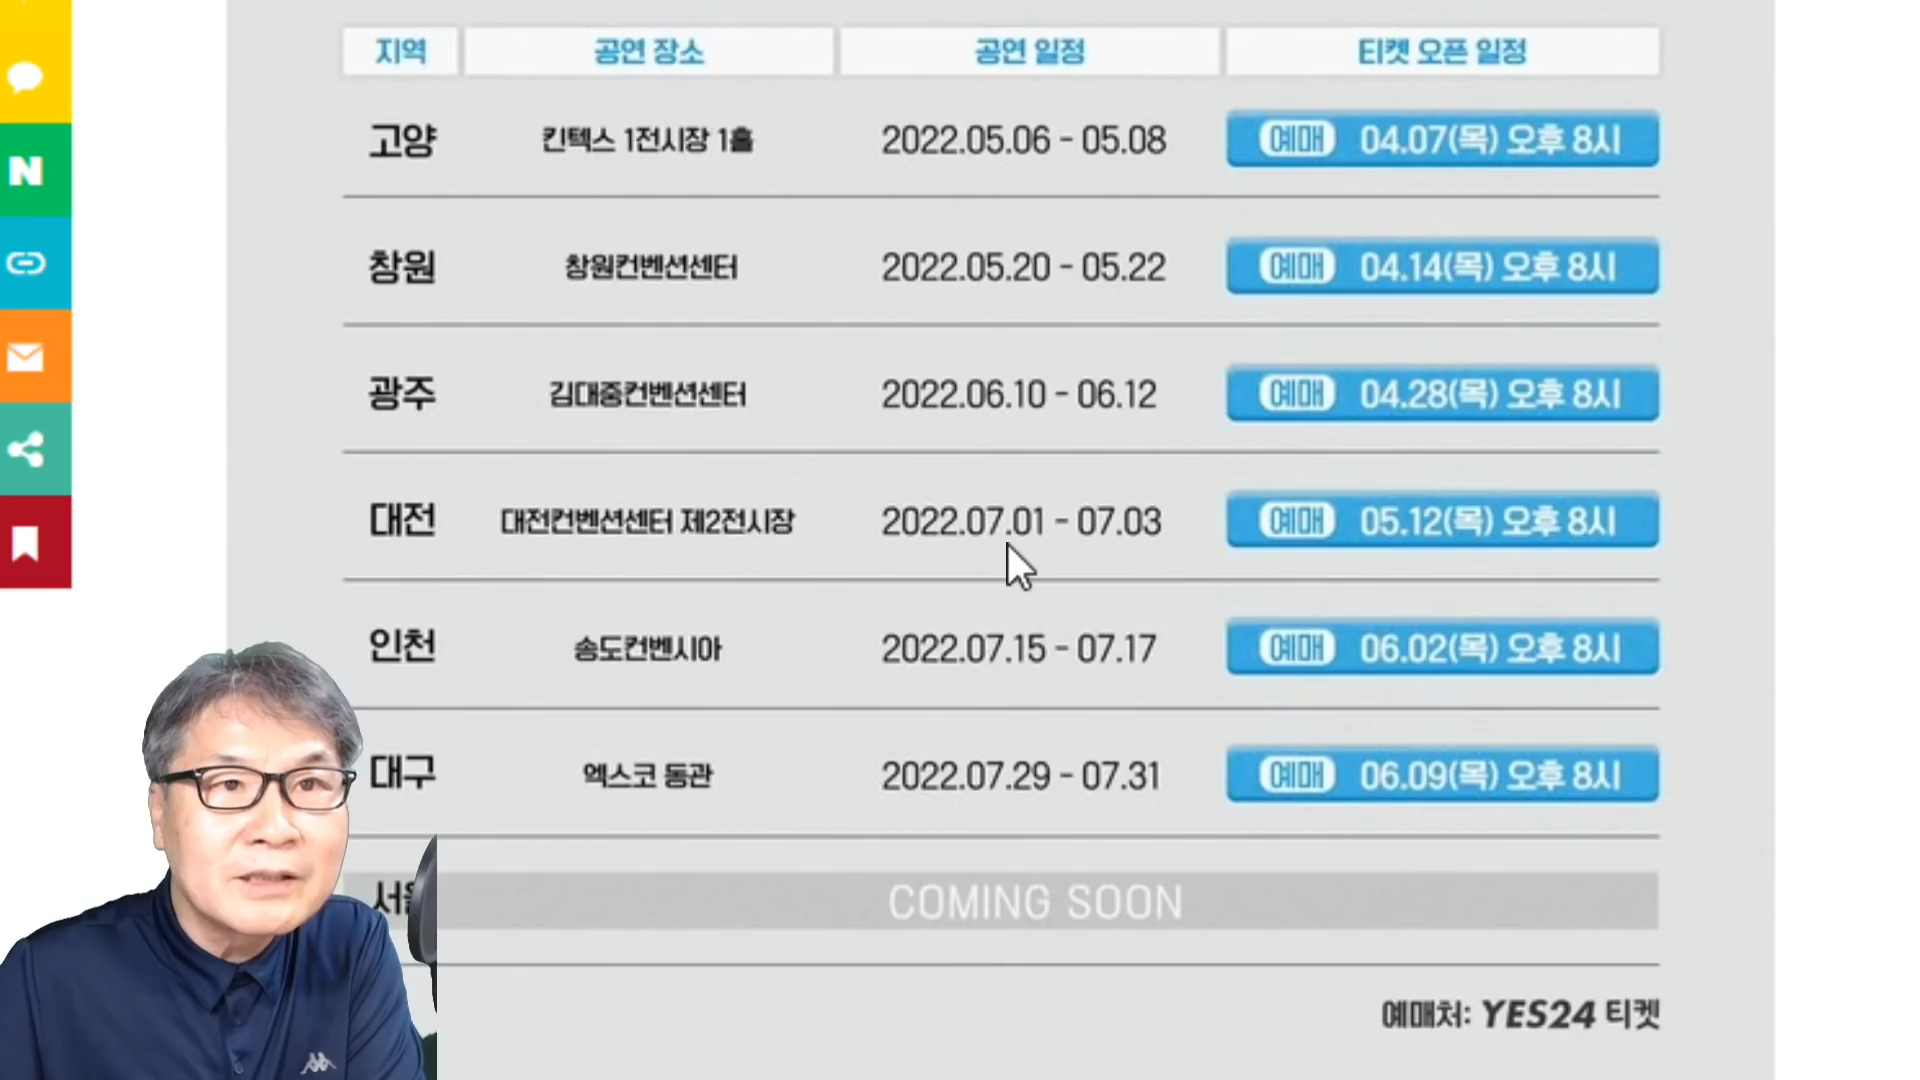 지역 공연 장소 공연 일정 티켓 오픈 일정
고양 킨텍스 1전시장 1홀 2022.05.06 - 05.08 예매 04.07(목) 오후 8시
창원 창원컨벤션센터 2022.05.20 - 05.22 예매 04.14(목) 오후 8시
광주 김대중컨벤션센터 2022.06.10 - 06.12 예매 04.28(목) 오후 8시
대전 대전컨벤션센터 제2전시장 2022.07.01 - 07.03 예매 05.12(목) 오후 8시
인천 송도컨벤시아 2022.07.15 - 07.17 예매 06.02(목) 오후 8시
대구 엑스코 동관 2022.07.29 - 07.31 예매 06.09(목) 오후 8시
서울 COMING SOON
예매처: YES24 티켓
N